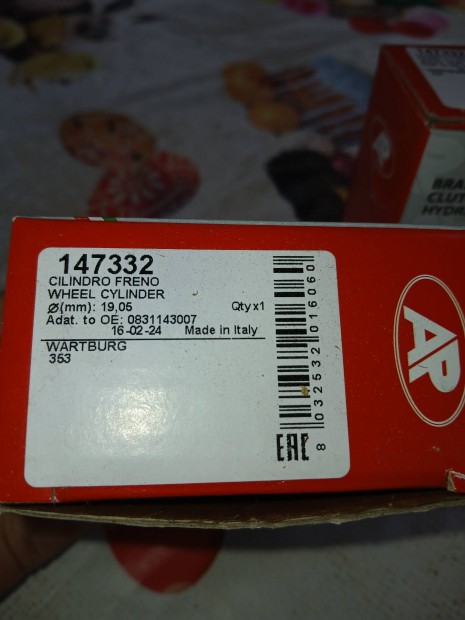 147332
CILINDRO FRENO
WHEEL CYLINDER
Ø(mm): 19,05 Qty x1
Adat. to OE: 0831143007
16-02-24 Made in Italy
WARTBURG
353
8 032532 016060
EAC
AP